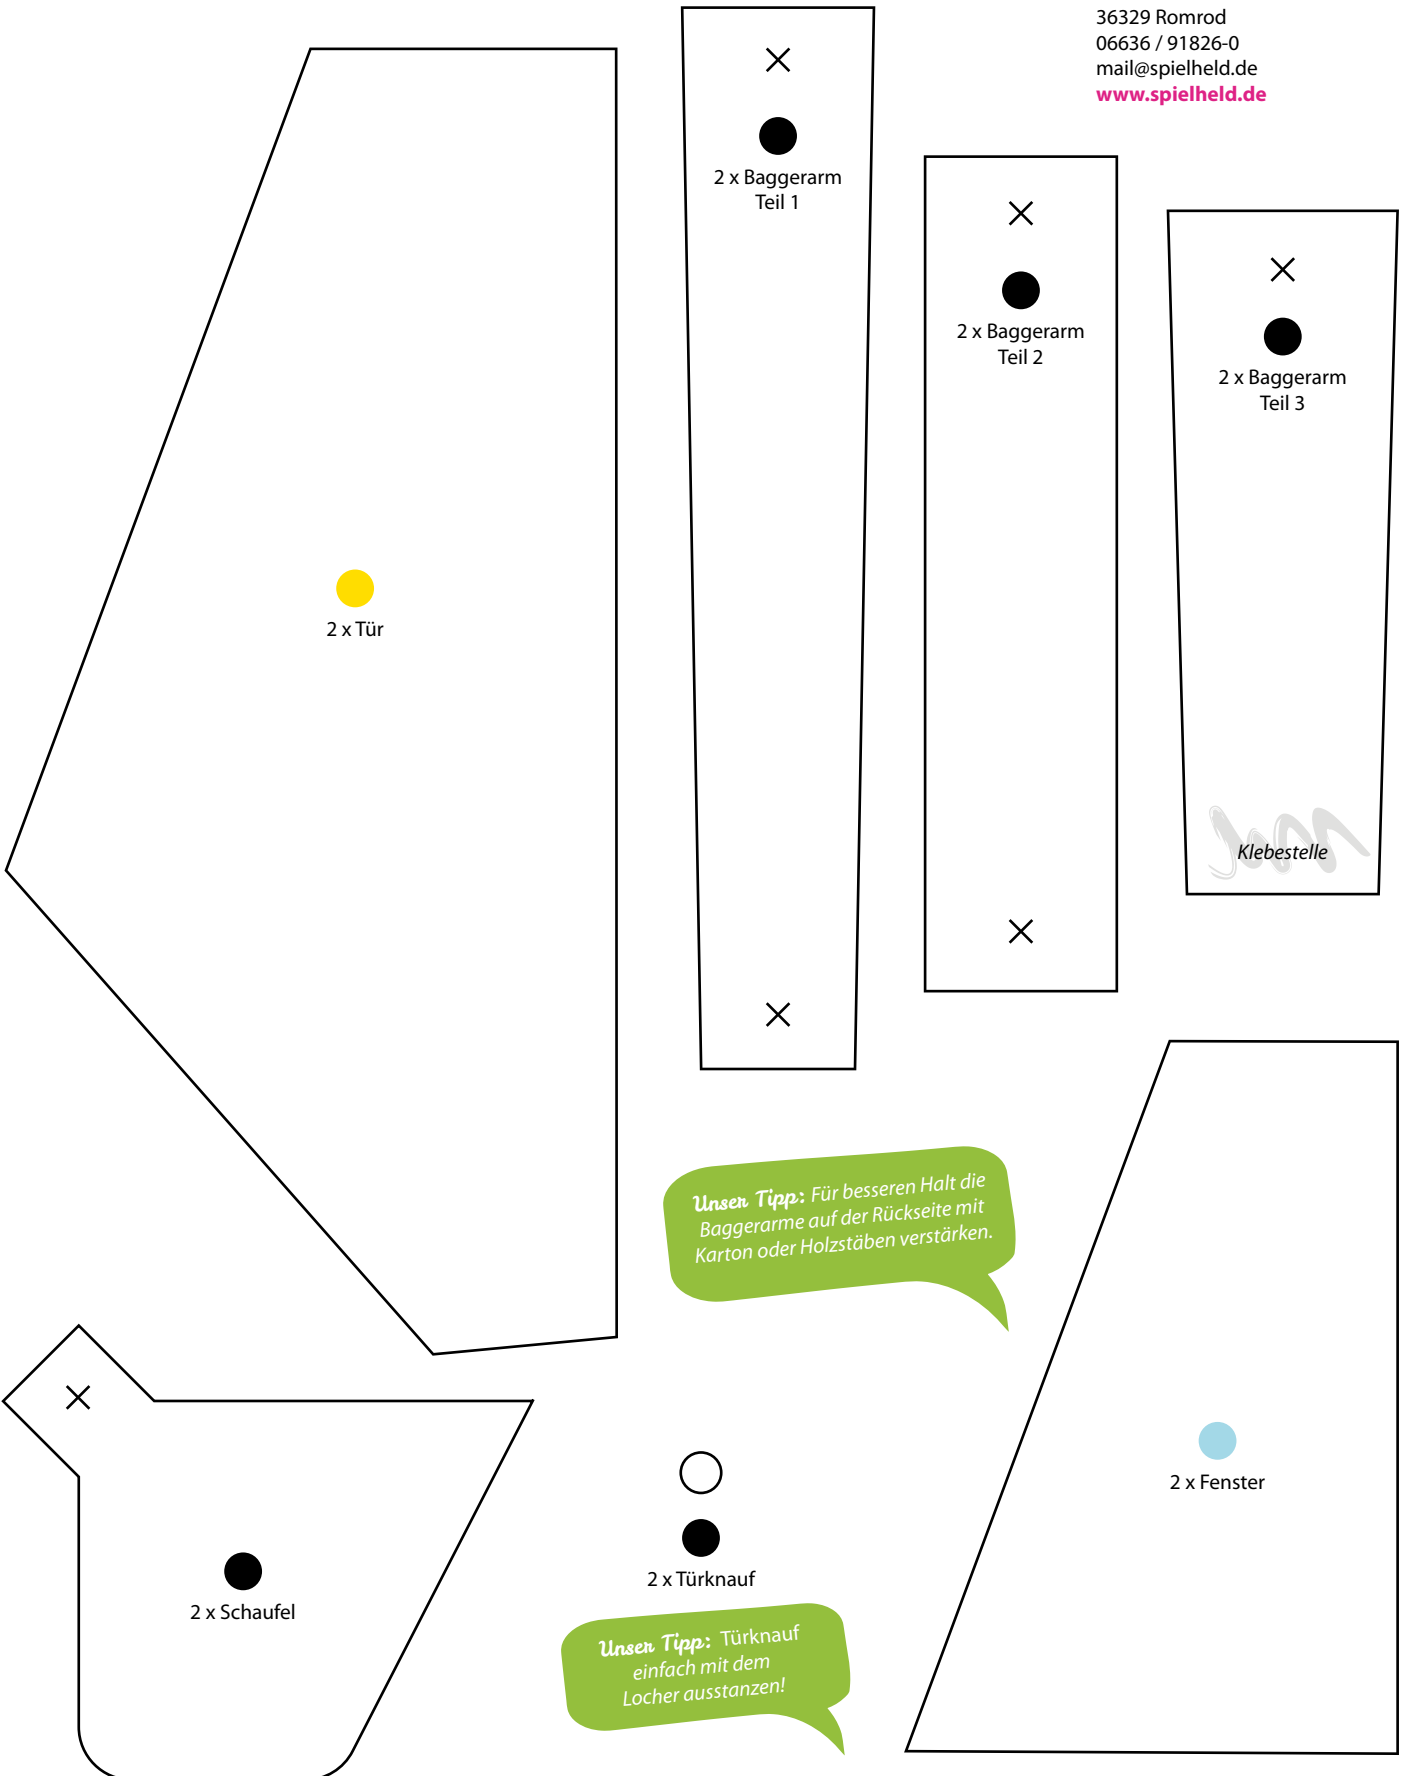 36329 Romrod
06636 / 91826-0
mail@spielheld.de
www.spielheld.de
2 x Baggerarm
Teil 1
2 x Baggerarm
Teil 2
2 x Baggerarm
Teil 3
2 x Tür
Klebestelle
Unser Tipp: Für besseren Halt die
Baggerarme auf der Rückseite mit
Karton oder Holzstäben verstärken.
2 x Fenster
2 x Türknauf
2 x Schaufel
Unser Tipp: Türknauf
einfach mit dem
Locher ausstanzen!